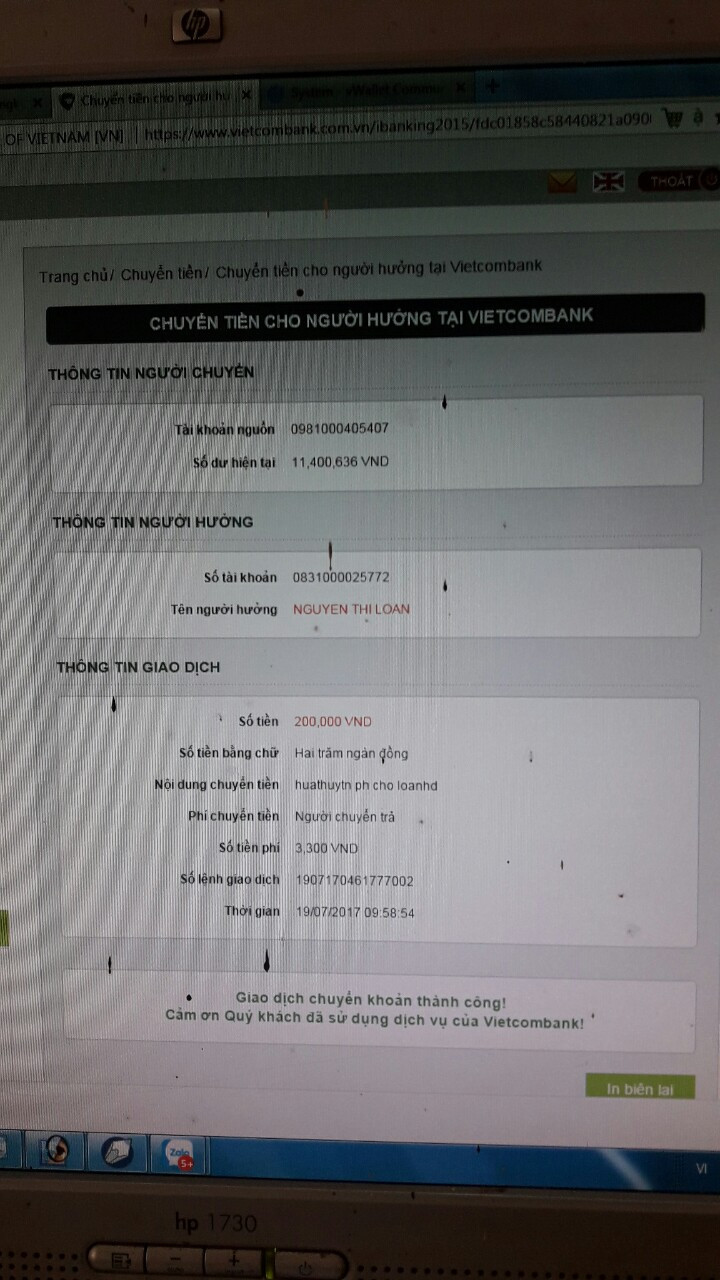 hp
Chuyển tiền cho người hư
OF VIETNAM [VN] https://www.vietcombank.com.vn/ibanking2015/fdc01858c58440821a090
THOÁT
Trang chủ/ Chuyển tiền/ Chuyển tiền cho người hưởng tại Vietcombank
CHUYỂN TIỀN CHO NGƯỜI HƯỞNG TẠI VIETCOMBANK
THÔNG TIN NGƯỜI CHUYỂN
Tài khoản nguồn 0981000405407
Số dư hiện tại 11,400,636 VND
THÔNG TIN NGƯỜI HƯỞNG
Số tài khoản 0831000025772
Tên người hưởng NGUYEN THI LOAN
THÔNG TIN GIAO DỊCH
Số tiền 200,000 VND
Số tiền bằng chữ Hai trăm ngàn đồng
Nội dung chuyển tiền huathuytn ph cho loanhd
Phí chuyển tiền Người chuyển trả
Số tiền phí 3,300 VND
Số lệnh giao dịch 1907170461777002
Thời gian 19/07/2017 09:58:54
Giao dịch chuyển khoản thành công!
Cảm ơn Quý khách đã sử dụng dịch vụ của Vietcombank!
In biên lai
Zalo
5+
VI
hp 1730